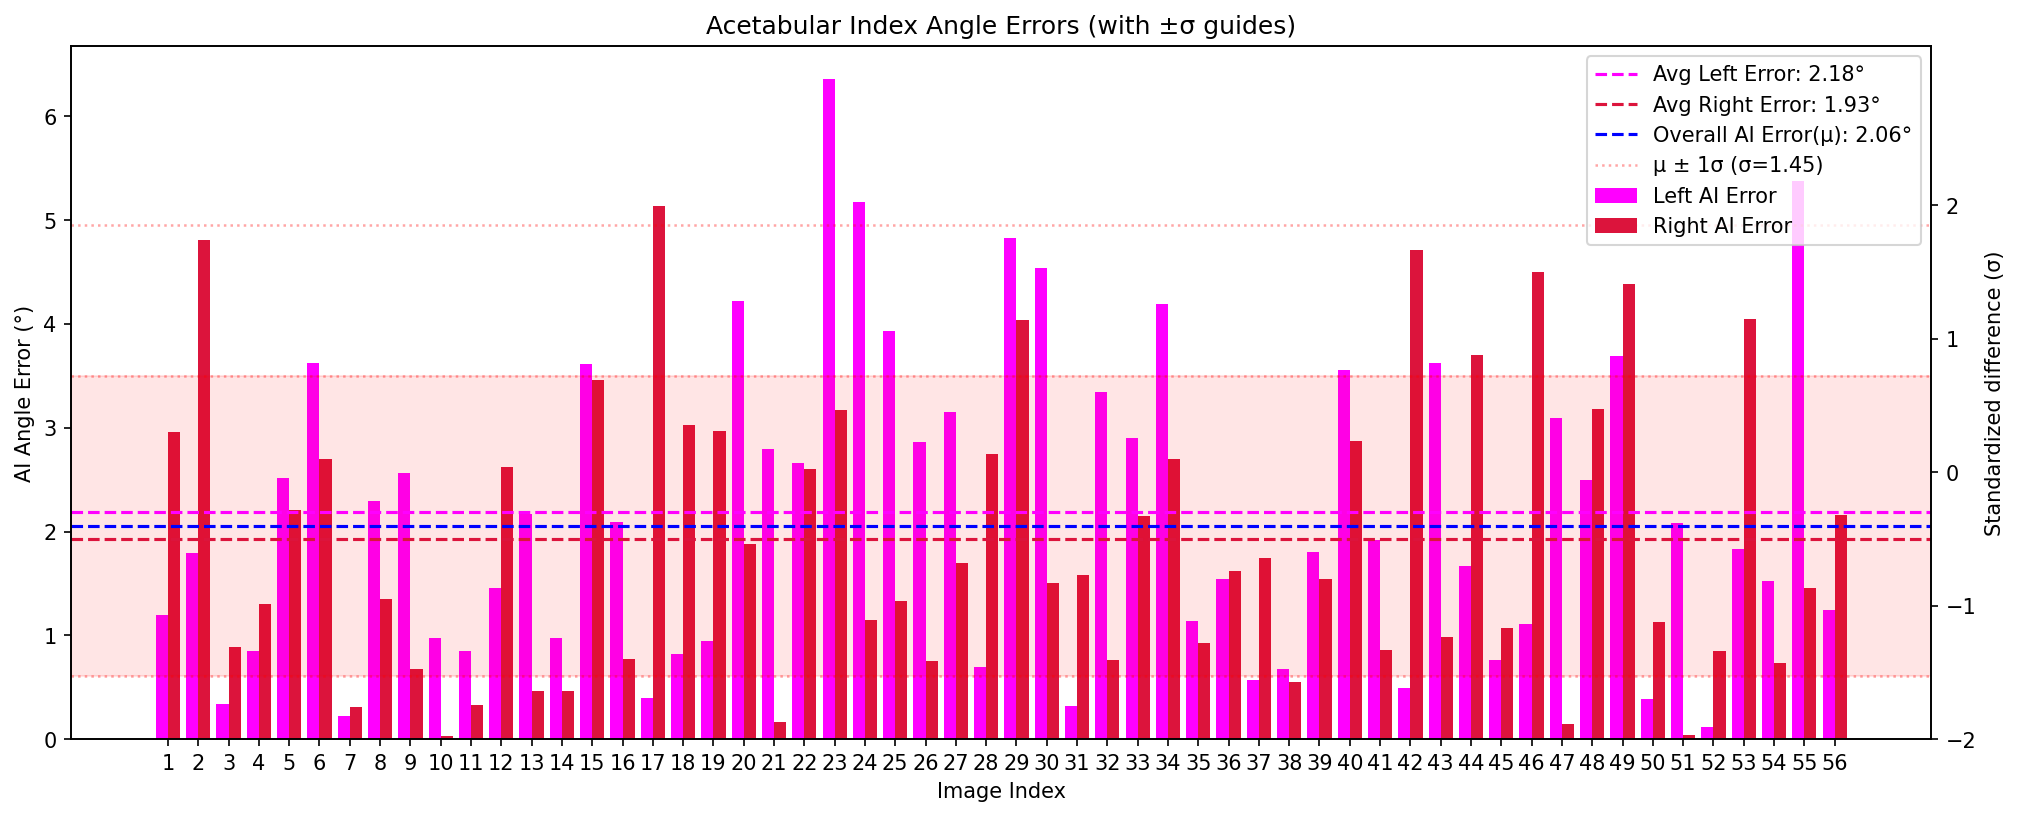 Acetabular Index Angle Errors (with ±σ guides)
Avg Left Error: 2.18°
Avg Right Error: 1.93°
Overall AI Error(μ): 2.06°
μ ± 1σ (σ=1.45)
Left AI Error
Right AI Error
AI Angle Error (°)
6
5
4
3
2
1
0
Standardized difference (σ)
2
1
0
−1
−2
1 2 3 4 5 6 7 8 9 10 11 12 13 14 15 16 17 18 19 20 21 22 23 24 25 26 27 28 29 30 31 32 33 34 35 36 37 38 39 40 41 42 43 44 45 46 47 48 49 50 51 52 53 54 55 56
Image Index